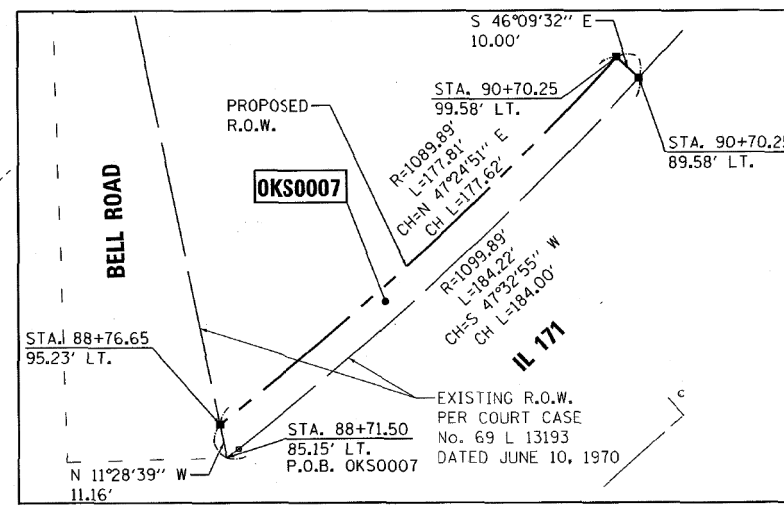 S 46°09'32" E
10.00'
PROPOSED
R.O.W.
STA. 90+70.25
99.58' LT.
STA. 90+70.25
89.58' LT.
R=1089.89'
L=177.81'
CH=N 47°24'51" E
CH L=177.62'
OKS0007
BELL ROAD
R=1099.89'
L=184.22'
CH=S 47°32'55" W
CH L=184.00'
IL 171
STA. 88+76.65
95.23' LT.
EXISTING R.O.W.
PER COURT CASE
No. 69 L 13193
DATED JUNE 10, 1970
STA. 88+71.50
85.15' LT.
P.O.B. OKS0007
N 11°28'39" W
11.16'
c